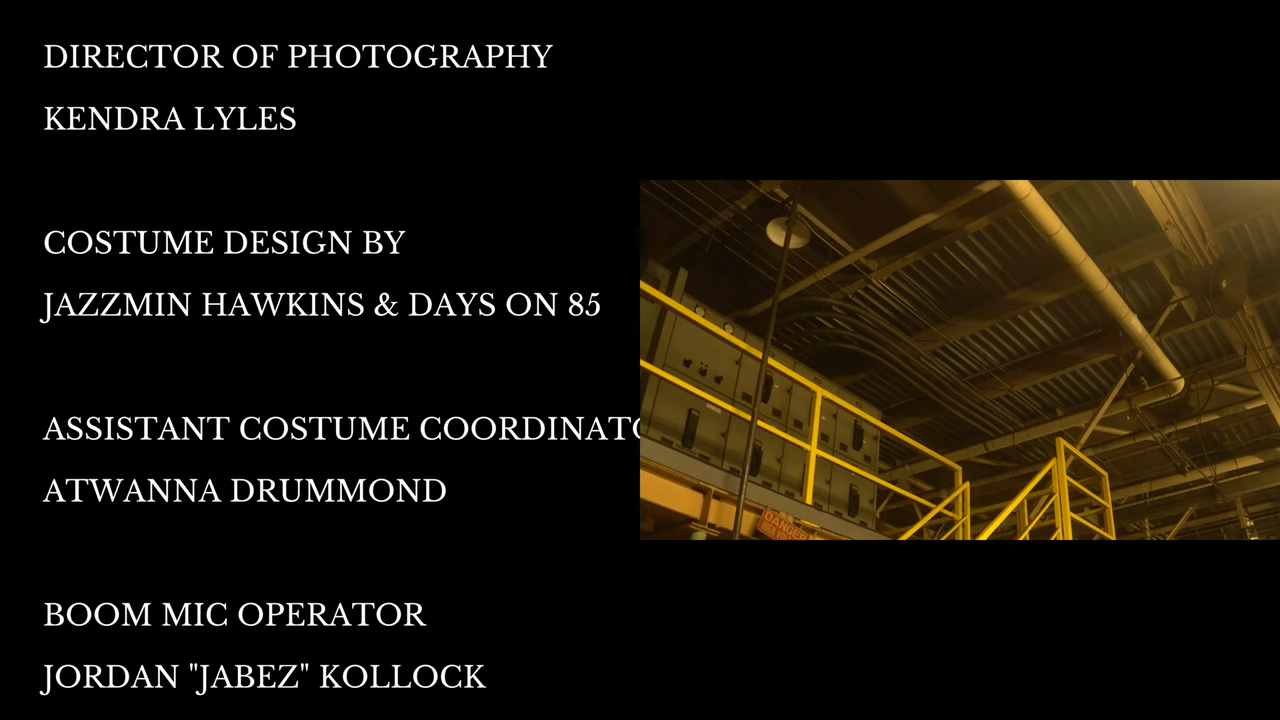 DIRECTOR OF PHOTOGRAPHY
KENDRA LYLES
COSTUME DESIGN BY
JAZZMIN HAWKINS & DAYS ON 85
ASSISTANT COSTUME
ATWANNA DRUMMOND
BOOM MIC OPERATOR
JORDAN "JABEZ" KOLLOCK
DANGER